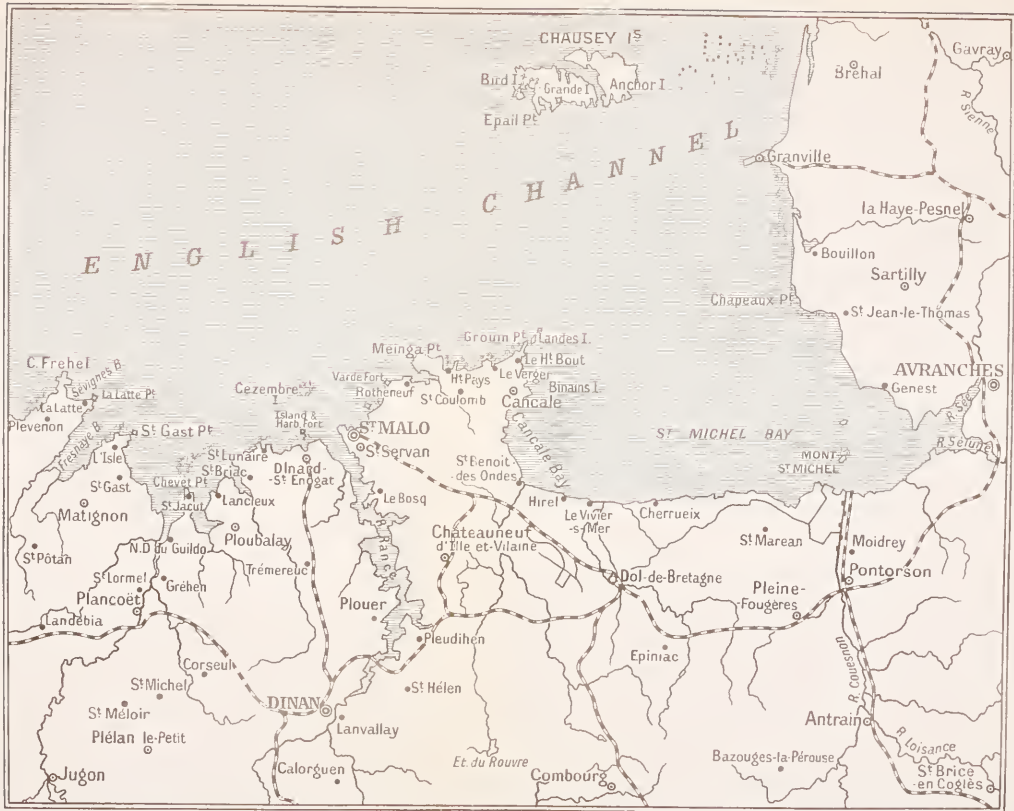 CHAUSEY Iˢ
Bird I.
Grande I
Anchor I.
Epail Pᵗ
Bréhal
Gavray
R. Sienne
Granville
ENGLISH CHANNEL
la Haye-Pesnel
Bouillon
Sartilly
Chapeaux Pᵗ
Sᵗ Jean-le-Thomas
AVRANCHES
Genest
R. Sée
R. Sélune
C. Frehel
Sévignés B.
La Latte Pᵗ
La Latte
Plévenon
Fresnaye B.
Sᵗ Gast Pᵗ
L'Isle
Sᵗ Gast
Matignon
Sᵗ Pôtan
Chevet Pᵗ
Sᵗ Jacut
Sᵗ Lunaire
Sᵗ Briac
Lancieux
Ploubalay
N.D du Guildo
Cezembre
I.
Island &
Harb Fort
Dinard
-Sᵗ Enogat
Meinga Pᵗ
Varde Fort
Rotheneuf
Sᵗ MALO
Sᵗ Servan
Grouin Pᵗ
Landes I.
Le Hᵗ Bout
Le Verger
Hᵗ Pays
Sᵗ Coulomb
Binains I.
Cancale
Cancale Bay
Sᵗ MICHEL BAY
MONT
Sᵗ MICHEL
Sᵗ Benoit-
des Ondes
Le Bosq
Hirel
Le Vivier
-s-Mer
Cherrueix
Châteauneuf
d'Ille et-Vilaine
Sᵗ Marean
Moidrey
Pontorson
Dol-de-Bretagne
Pleine-
-Fougères
Sᵗ Lormel
Gréhen
Trémereuc
R. Rance
Plancoët
Landébia
Plouer
Pleudihen
Epiniac
R. Couesnon
Corseul
Sᵗ Michel
Sᵗ Méloir
Plélan le-Petit
DINAN
Sᵗ Hélen
Lanvallay
Antrain
R. Loisance
Jugon
Calorguen
Et. du Rouvre
Combourg
Bazouges-la-Pérouse
Sᵗ Brice
-en Coglès